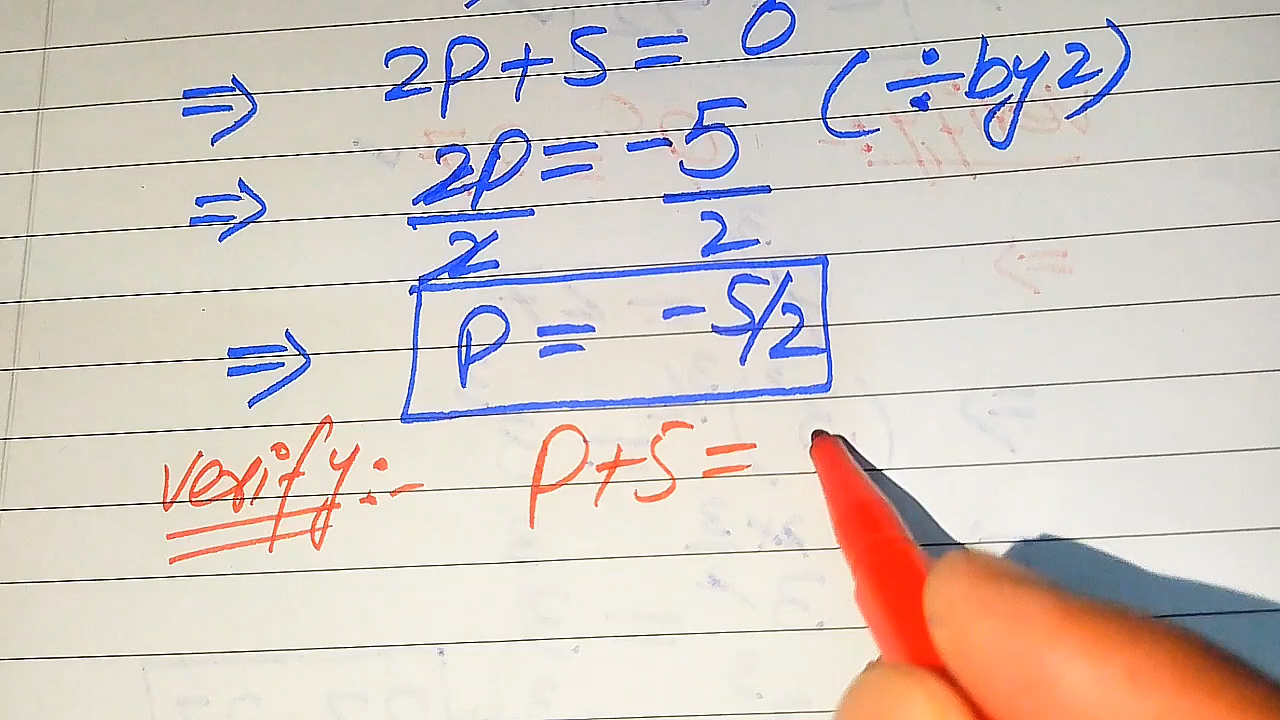 ⇒ 2P+5= 0 (÷by2)
⇒ 2P/2 = -5/2
⇒ P = -5/2
verify:- P+5=